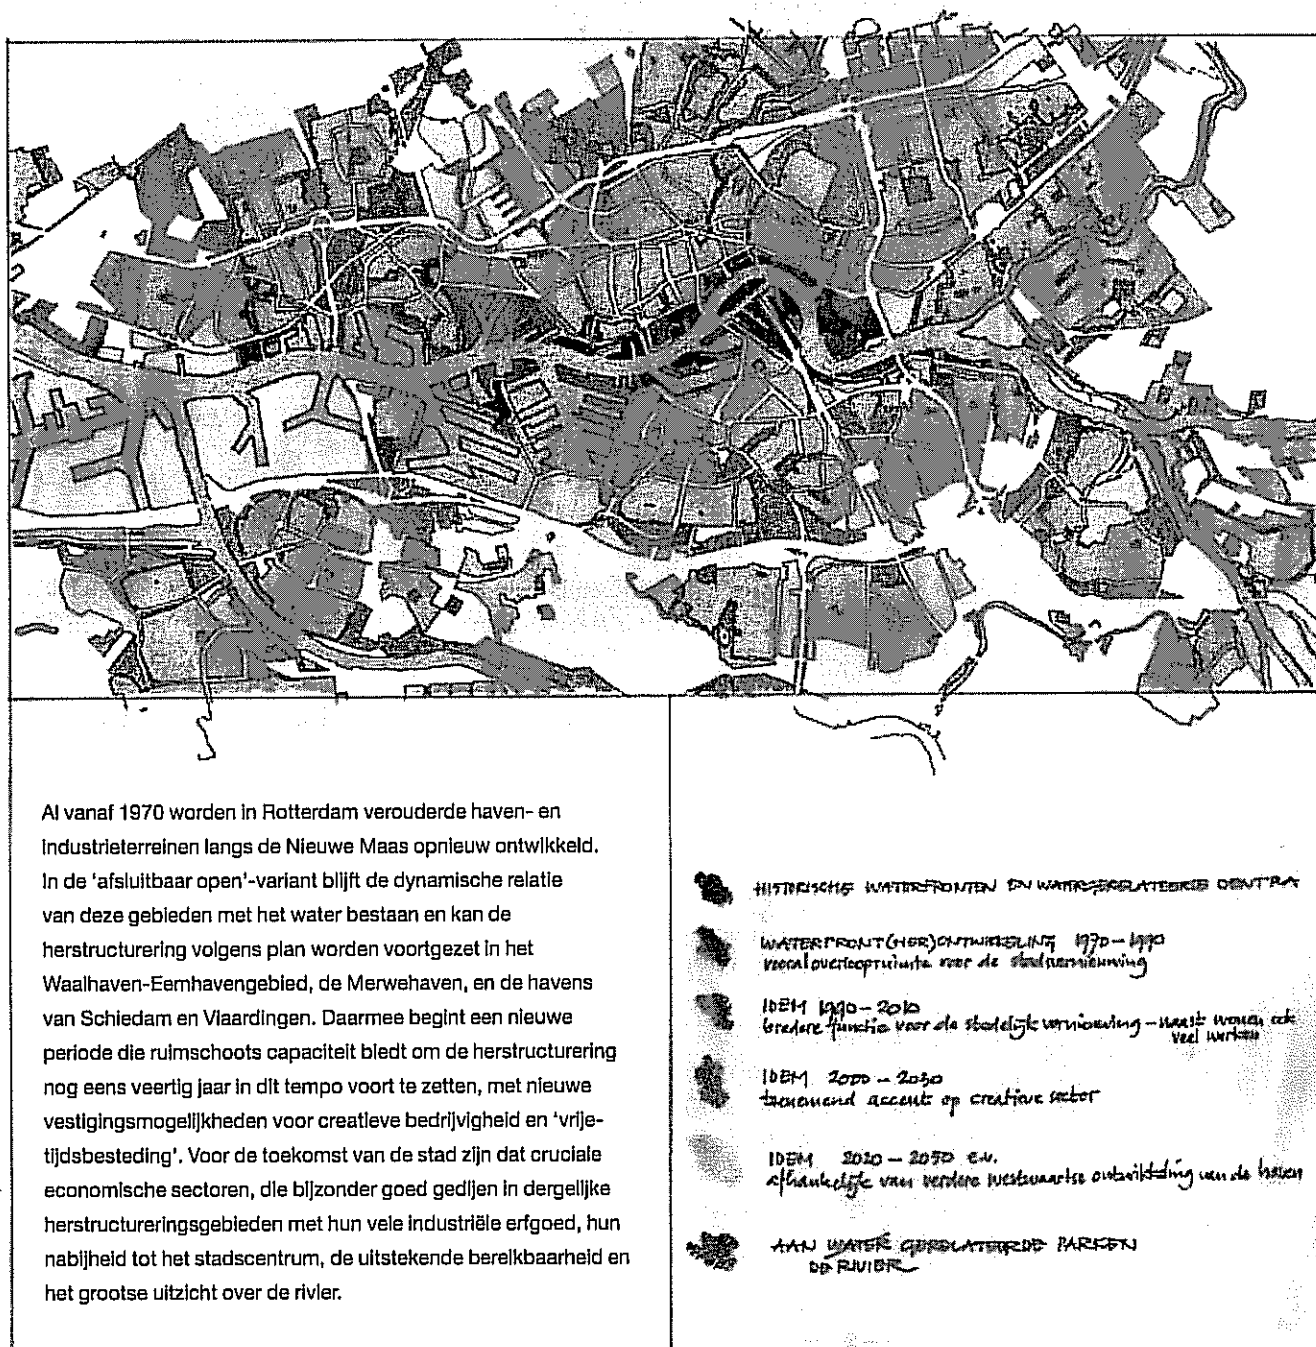 Al vanaf 1970 worden in Rotterdam verouderde haven- en
industrieterreinen langs de Nieuwe Maas opnieuw ontwikkeld.
In de 'afsluitbaar open'-variant blijft de dynamische relatie
van deze gebieden met het water bestaan en kan de
herstructurering volgens plan worden voortgezet in het
Waalhaven-Eemhavengebied, de Merwehaven, en de havens
van Schiedam en Vlaardingen. Daarmee begint een nieuwe
periode die ruimschoots capaciteit biedt om de herstructurering
nog eens veertig jaar in dit tempo voort te zetten, met nieuwe
vestigingsmogelijkheden voor creatieve bedrijvigheid en 'vrije-
tijdsbesteding'. Voor de toekomst van de stad zijn dat cruciale
economische sectoren, die bijzonder goed gedijen in dergelijke
herstructureringsgebieden met hun vele industriële erfgoed, hun
nabijheid tot het stadscentrum, de uitstekende bereikbaarheid en
het grootse uitzicht over de rivier.
HISTORISCHE WATERFRONTEN EN WATERGERELATEERDE CENTRA
WATERFRONT(HER)ONTWIKKELING 1970-1990
vooral overloopruimte voor de stadsvernieuwing
IDEM 1990-2010
bredere functie voor de stedelijk vernieuwing - naast wonen ook
veel werken
IDEM 2000-2030
toenemend accent op creatieve sector
IDEM 2020-2050 e.v.
afhankelijk van verdere westwaartse ontwikkeling van de haven
AAN WATER GERELATEERDE PARKEN
DE RIVIER